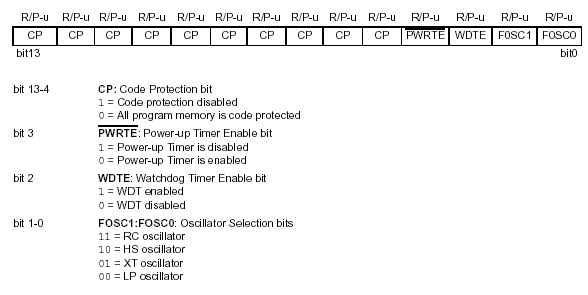 R/P-u R/P-u R/P-u R/P-u R/P-u R/P-u R/P-u R/P-u R/P-u R/P-u R/P-u R/P-u R/P-u R/P-u
CP CP CP CP CP CP CP CP CP CP PWRTE WDTE F0SC1 F0SC0
bit13 bit0
bit 13-4 CP: Code Protection bit
1 = Code protection disabled
0 = All program memory is code protected
bit 3 PWRTE: Power-up Timer Enable bit
1 = Power-up Timer is disabled
0 = Power-up Timer is enabled
bit 2 WDTE: Watchdog Timer Enable bit
1 = WDT enabled
0 = WDT disabled
bit 1-0 FOSC1:FOSC0: Oscillator Selection bits
11 = RC oscillator
10 = HS oscillator
01 = XT oscillator
00 = LP oscillator